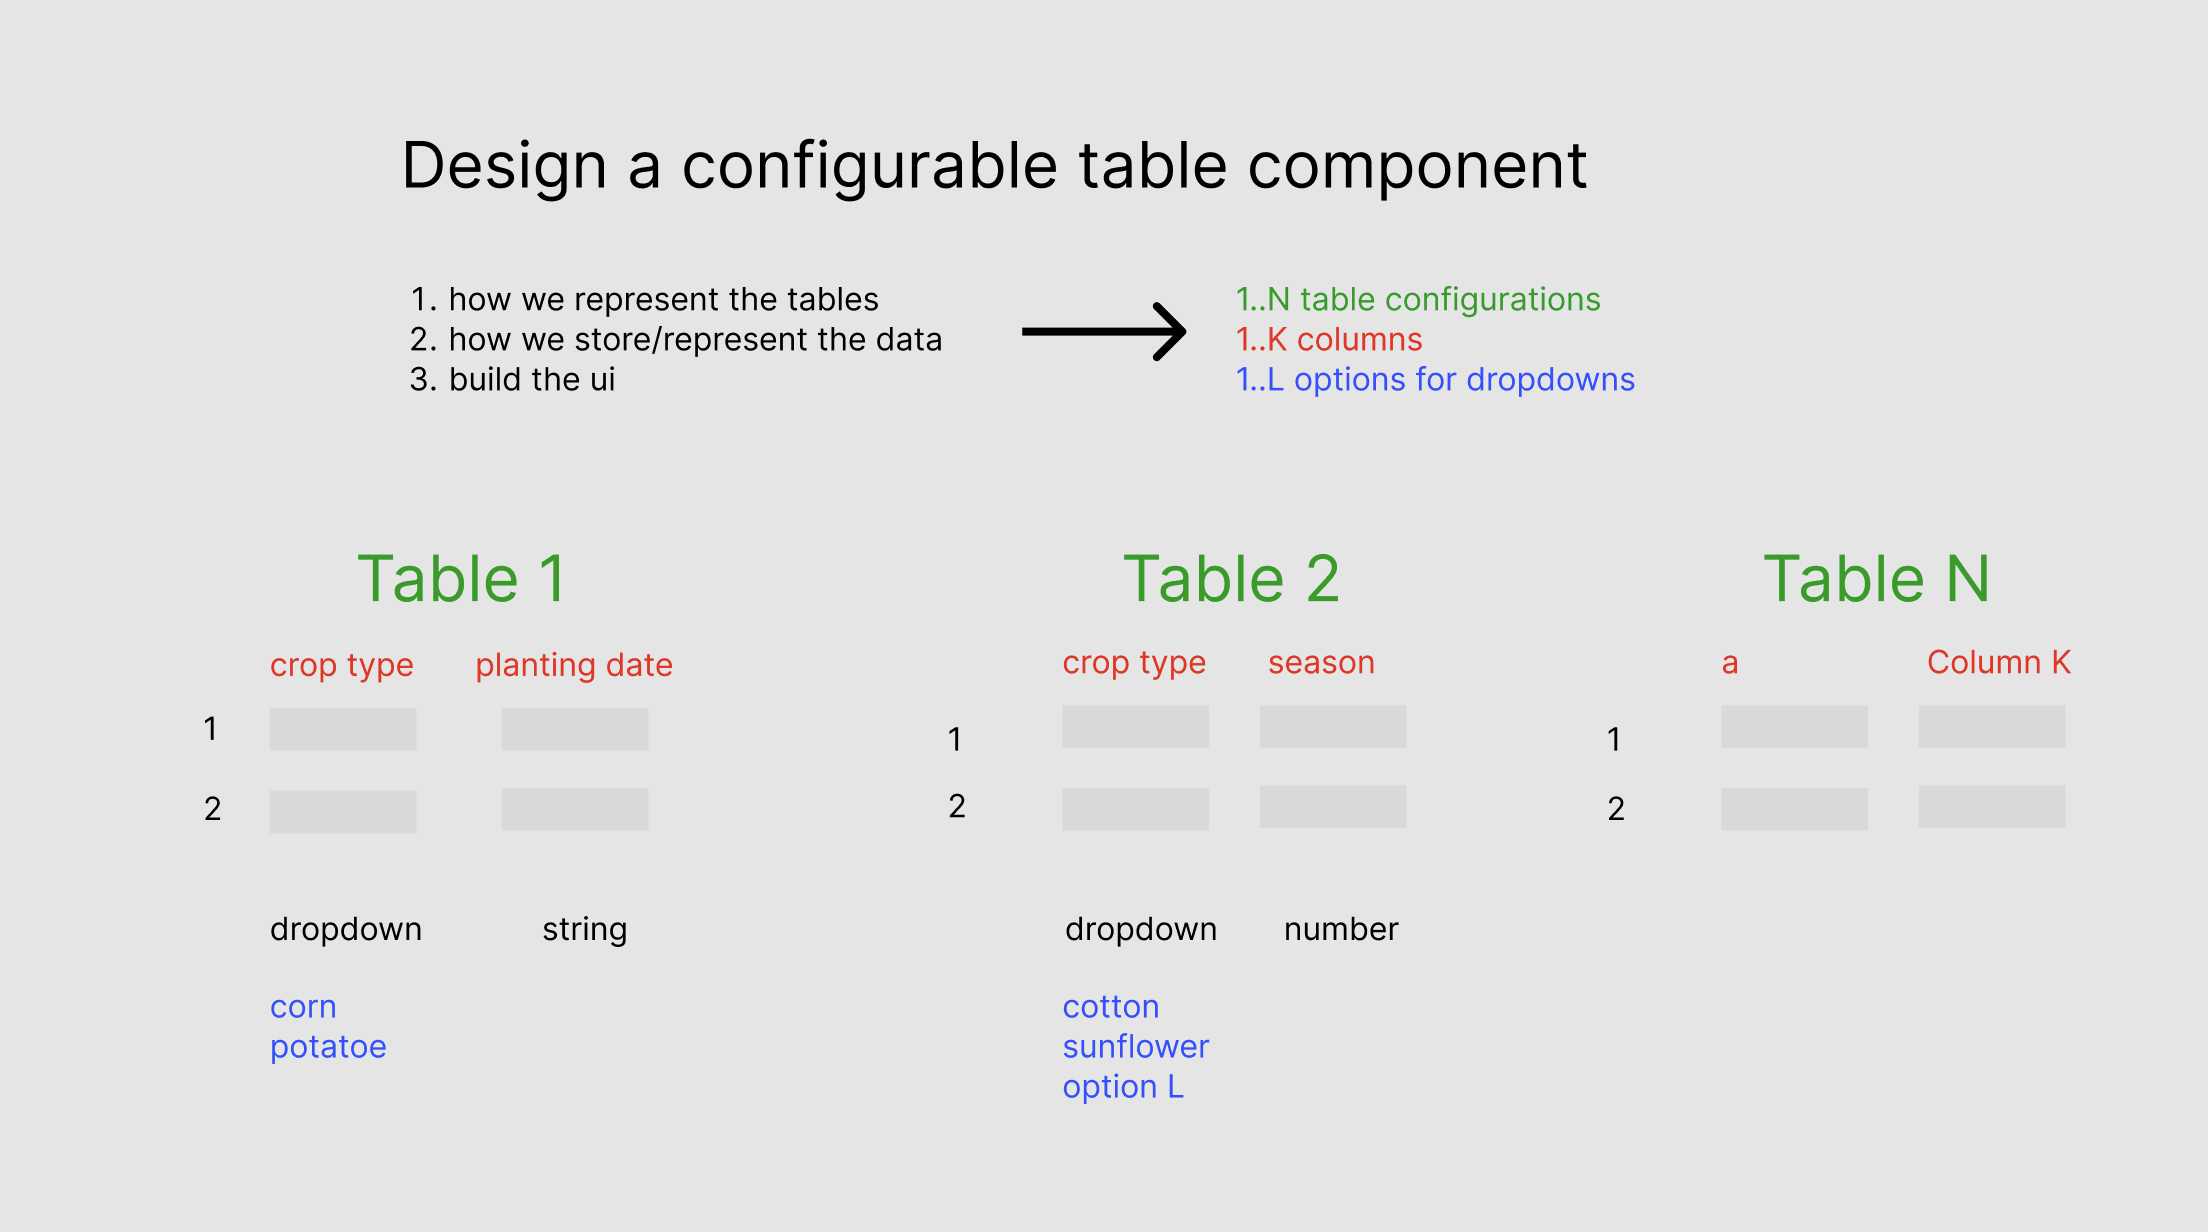 Design a configurable table component
1. how we represent the tables
2. how we store/represent the data
3. build the ui
1..N table configurations
1..K columns
1..L options for dropdowns
Table 1
crop type planting date
1
2
dropdown string
corn
potatoe
Table 2
crop type season
1
2
dropdown number
cotton
sunflower
option L
Table N
a Column K
1
2